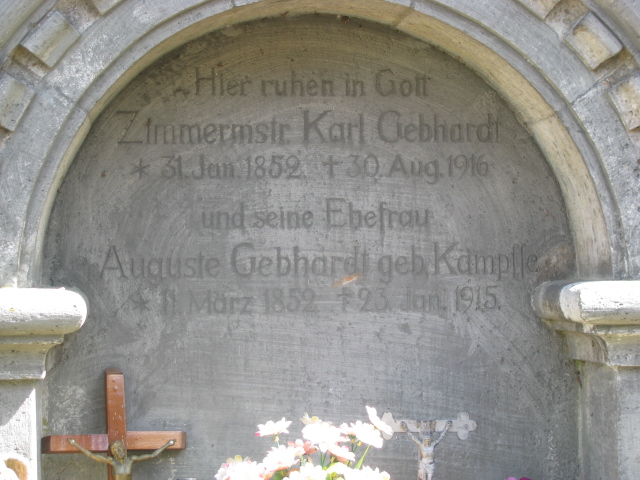 Hier ruhen in Gott
Zimmermstr. Karl Gebhardt
* 31. Jan. 1852. † 30. Aug. 1916
und seine Ehefrau
Auguste Gebhardt geb.
* 11. März 1852 † 23. Jan. 1915.